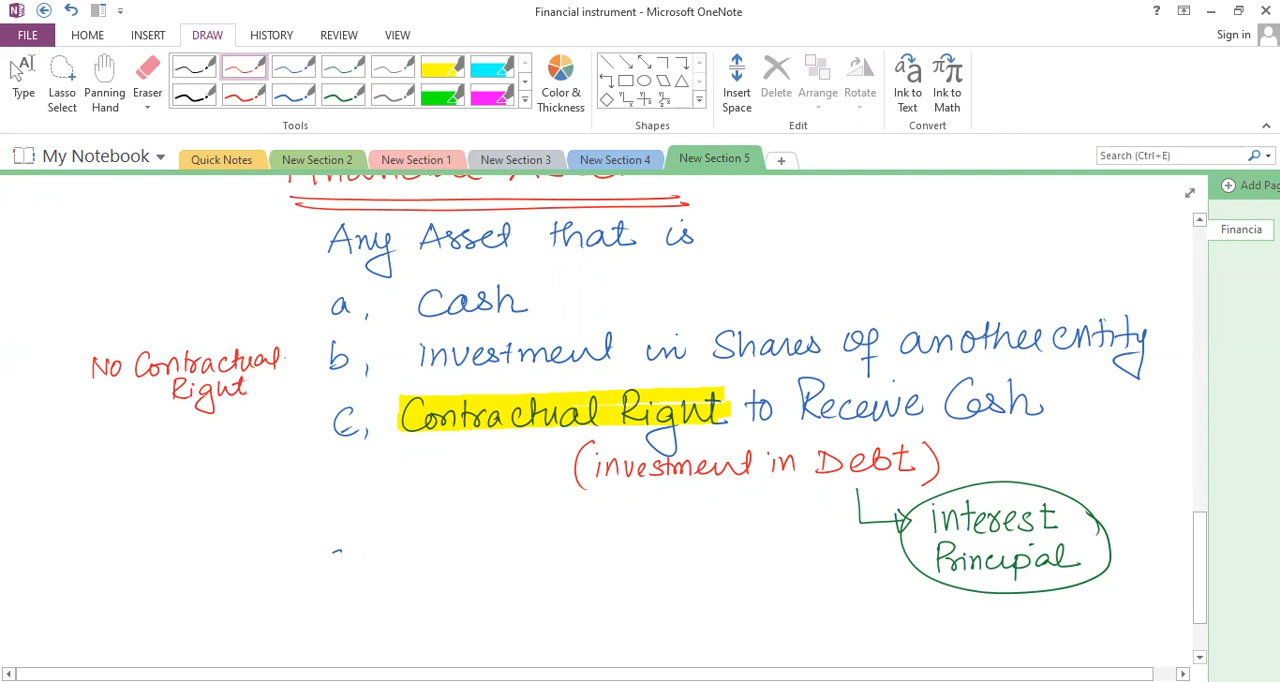 Financial instrument - Microsoft OneNote
Sign in
FILE HOME INSERT DRAW HISTORY REVIEW VIEW
Type
Lasso Select
Panning Hand
Eraser
Color & Thickness
Insert Space
Delete
Arrange
Rotate
Ink to Text
Ink to Math
Tools
Shapes
Edit
Convert
My Notebook
Quick Notes
New Section 2
New Section 1
New Section 3
New Section 4
New Section 5
Search (Ctrl+E)
Add Pag
Financia
Any Asset that is
a, Cash
b, investment in Shares of another entity
No Contractual
Right
c, Contractual Right to Receive Cash
(investment in Debt)
interest
Principal